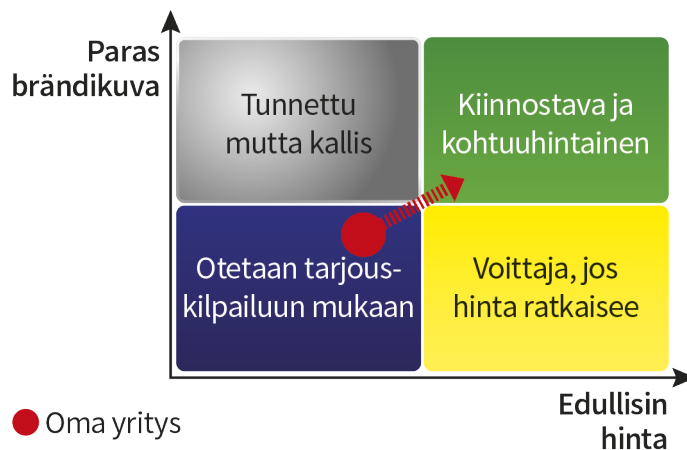 Paras
brändikuva
Tunnettu
mutta kallis
Kiinnostava ja
kohtuuhintainen
Otetaan tarjous-
kilpailuun mukaan
Voittaja, jos
hinta ratkaisee
Edullisin
hinta
Oma yritys